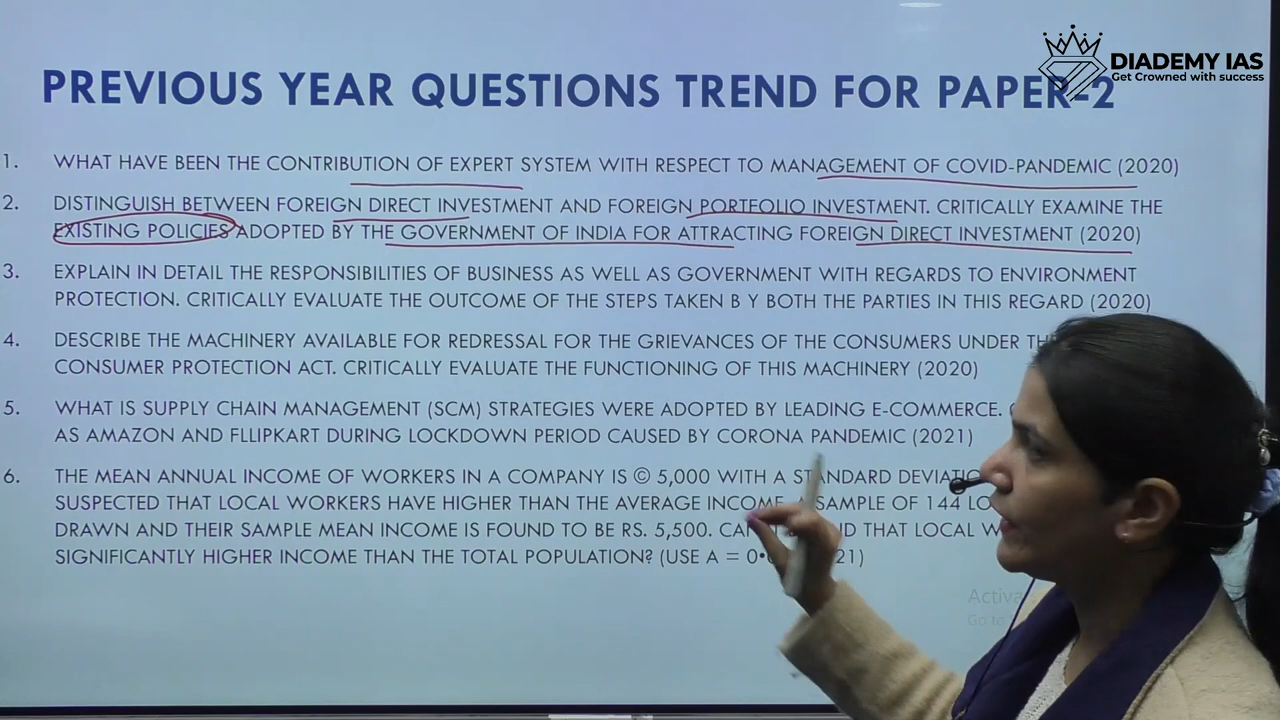 DIADEMY IAS
Get Crowned with success
PREVIOUS YEAR QUESTIONS TREND FOR PAPER-2
1. WHAT HAVE BEEN THE CONTRIBUTION OF EXPERT SYSTEM WITH RESPECT TO MANAGEMENT OF COVID-PANDEMIC (2020)
2. DISTINGUISH BETWEEN FOREIGN DIRECT INVESTMENT AND FOREIGN PORTFOLIO INVESTMENT. CRITICALLY EXAMINE THE
EXISTING POLICIES ADOPTED BY THE GOVERNMENT OF INDIA FOR ATTRACTING FOREIGN DIRECT INVESTMENT (2020)
3. EXPLAIN IN DETAIL THE RESPONSIBILITIES OF BUSINESS AS WELL AS GOVERNMENT WITH REGARDS TO ENVIRONMENT
PROTECTION. CRITICALLY EVALUATE THE OUTCOME OF THE STEPS TAKEN B Y BOTH THE PARTIES IN THIS REGARD (2020)
4. DESCRIBE THE MACHINERY AVAILABLE FOR REDRESSAL FOR THE GRIEVANCES OF THE CONSUMERS UNDER
CONSUMER PROTECTION ACT. CRITICALLY EVALUATE THE FUNCTIONING OF THIS MACHINERY (2020)
5. WHAT IS SUPPLY CHAIN MANAGEMENT (SCM) STRATEGIES WERE ADOPTED BY LEADING E-COMMERCE.
AS AMAZON AND FLLIPKART DURING LOCKDOWN PERIOD CAUSED BY CORONA PANDEMIC (2021)
6. THE MEAN ANNUAL INCOME OF WORKERS IN A COMPANY IS © 5,000 WITH A STANDARD
SUSPECTED THAT LOCAL WORKERS HAVE HIGHER THAN THE AVERAGE INCOME. SAMPLE OF 144
DRAWN AND THEIR SAMPLE MEAN INCOME IS FOUND TO BE RS. 5,500. THAT LOCAL
SIGNIFICANTLY HIGHER INCOME THAN THE TOTAL POPULATION? (USE A =